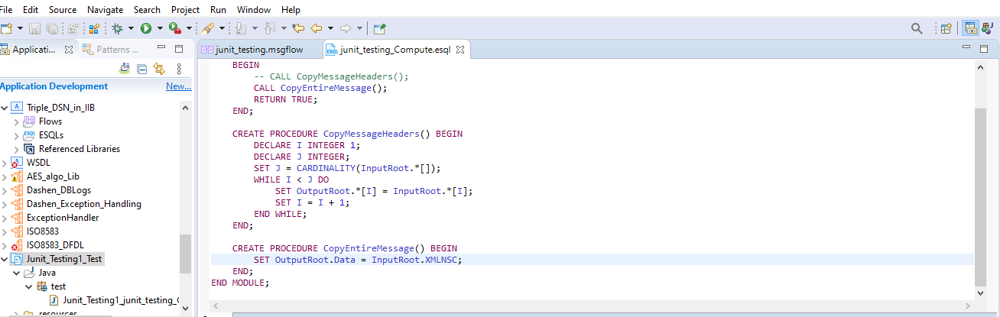 File Edit Source Navigate Search Project Run Window Help
Applicati... Patterns ...
Application Development New...
Triple_DSN_in_IIB
Flows
ESQLs
Referenced Libraries
WSDL
AES_algo_Lib
Dashen_DBLogs
Dashen_Exception_Handling
ExceptionHandler
ISO8583
ISO8583_DFDL
Junit_Testing1_Test
Java
test
Junit_Testing1_junit_testing_
resources
junit_testing.msgflow junit_testing_Compute.esql
BEGIN
-- CALL CopyMessageHeaders();
CALL CopyEntireMessage();
RETURN TRUE;
END;
CREATE PROCEDURE CopyMessageHeaders() BEGIN
DECLARE I INTEGER 1;
DECLARE J INTEGER;
SET J = CARDINALITY(InputRoot.*[]);
WHILE I < J DO
SET OutputRoot.*[I] = InputRoot.*[I];
SET I = I + 1;
END WHILE;
END;
CREATE PROCEDURE CopyEntireMessage() BEGIN
SET OutputRoot.Data = InputRoot.XMLNSC;
END;
END MODULE;